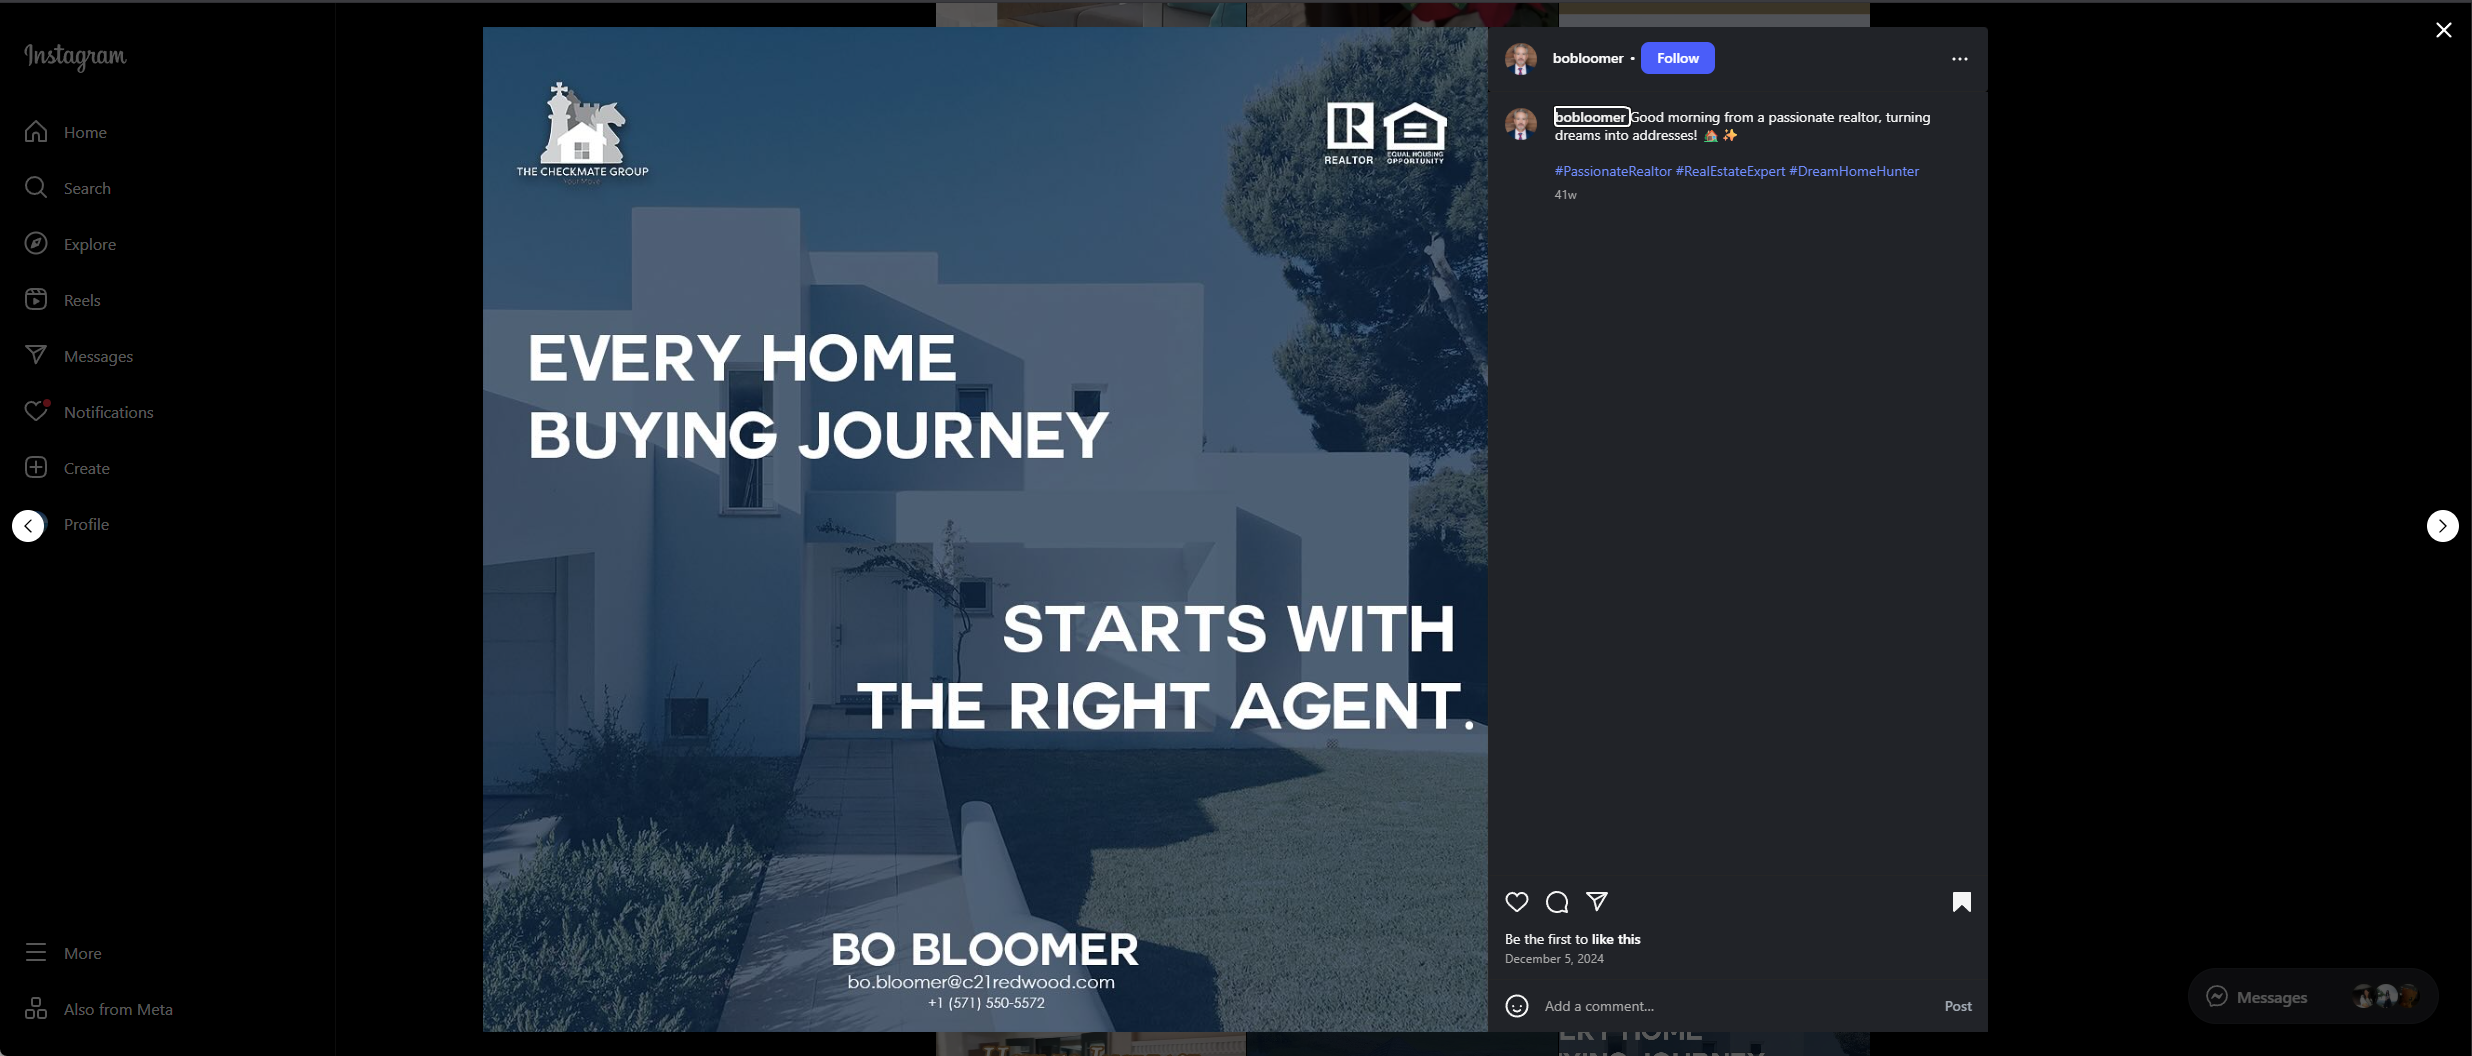 Instagram
Home
Search
Explore
Reels
Messages
Notifications
Create
Profile
More
Also from Meta
THE CHECKMATE GROUP
Your Move
REALTOR
EQUAL HOUSING
OPPORTUNITY
EVERY HOME
BUYING JOURNEY
STARTS WITH
THE RIGHT AGENT.
BO BLOOMER
bo.bloomer@c21redwood.com
+1 (571) 550-5572
bobloomer • Follow
bobloomer Good morning from a passionate realtor, turning
dreams into addresses! 🏡 ✨
#PassionateRealtor #RealEstateExpert #DreamHomeHunter
41w
Be the first to like this
December 5, 2024
Add a comment... Post
Messages